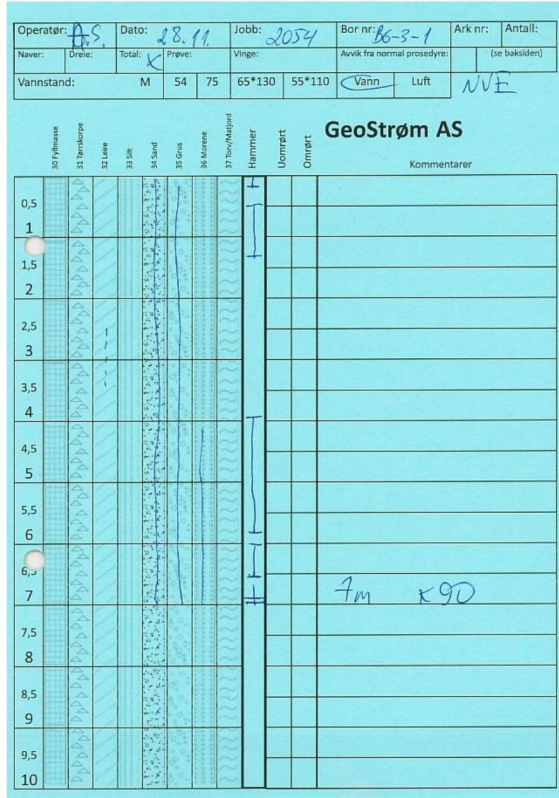 Operatør: A.S. Dato: 28.11. Jobb: 2054 Bor nr: B6-3-1 Ark nr: Antall:
Naver: Dreie: Total: X Prøve: Vinge: Avvik fra normal prosedyre: (se baksiden)
Vannstand: M 54 75 65*130 55*110 Vann Luft NVE
30 Fyllmasse
31 Tørrskorpe
32 Leire
33 Silt
34 Sand
35 Grus
36 Morene
37 Torv/Matjord
Hammer
Uomrørt
Omrørt
GeoStrøm AS
Kommentarer
0,5
1
1,5
2
2,5
3
3,5
4
4,5
5
5,5
6
6,5
7 7m x 90
7,5
8
8,5
9
9,5
10